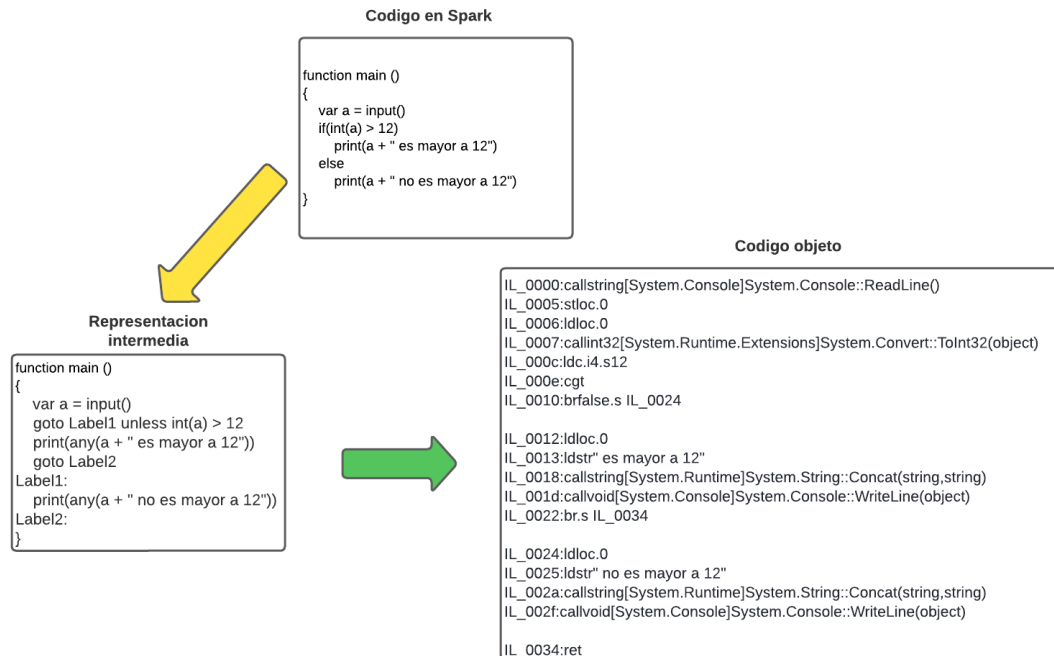 Codigo en Spark
function main ()
{
var a = input()
if(int(a) > 12)
print(a + " es mayor a 12")
else
print(a + " no es mayor a 12")
}
Representacion
intermedia
function main ()
{
var a = input()
goto Label1 unless int(a) > 12
print(any(a + " es mayor a 12"))
goto Label2
Label1:
print(any(a + " no es mayor a 12"))
Label2:
}
Codigo objeto
IL_0000:callstring[System.Console]System.Console::ReadLine()
IL_0005:stloc.0
IL_0006:ldloc.0
IL_0007:callint32[System.Runtime.Extensions]System.Convert::ToInt32(object)
IL_000c:ldc.i4.s12
IL_000e:cgt
IL_0010:brfalse.s IL_0024
IL_0012:ldloc.0
IL_0013:ldstr" es mayor a 12"
IL_0018:callstring[System.Runtime]System.String::Concat(string,string)
IL_001d:callvoid[System.Console]System.Console::WriteLine(object)
IL_0022:br.s IL_0034
IL_0024:ldloc.0
IL_0025:ldstr" no es mayor a 12"
IL_002a:callstring[System.Runtime]System.String::Concat(string,string)
IL_002f:callvoid[System.Console]System.Console::WriteLine(object)
IL_0034:ret